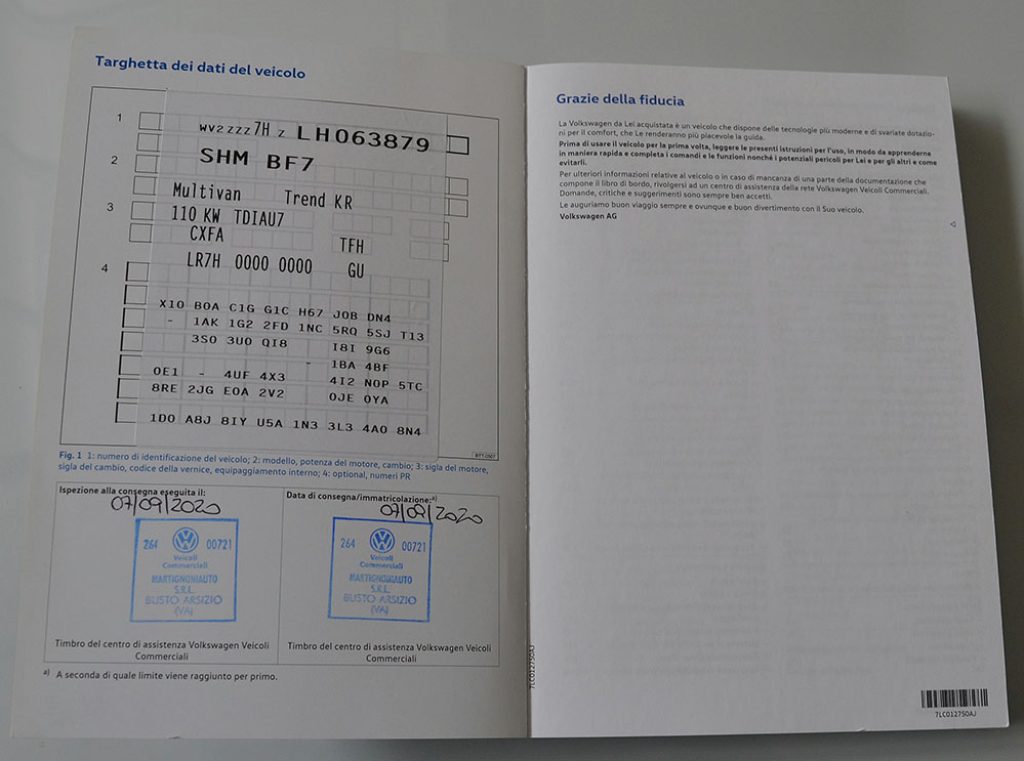 Targhetta dei dati del veicolo
1
WV2ZZZ7HZLH063879
2
SHM BF7
Multivan Trend KR
3
110 KW TDIAU7
CXFA TFH
4
LR7H 0000 0000 GU
X10 B0A C1G G1C H67 J0B DN4
- 1AK 1G2 2FD 1NC 5RQ 5SJ T13
3S0 3U0 QI8 I8I 9G6
- 1BA 4BF
0E1 - 4UF 4X3 4I2 N0P 5TC
8RE 2JG E0A 2V2 0JE 0YA
1D0 A8J 8IY U5A 1N3 3L3 4A0 8N4
Fig. 1 1: numero di identificazione del veicolo; 2: modello, potenza del motore, cambio; 3: sigla del motore,
sigla del cambio, codice della vernice, equipaggiamento interno; 4: optional, numeri PR
Ispezione alla consegna eseguita il:
07/09/2020
264 00721
Veicoli
Commerciali
MARTIGNONIAUTO
S.R.L.
BUSTO ARSIZIO
(VA)
Timbro del centro di assistenza Volkswagen Veicoli
Commerciali
Data di consegna/immatricolazione:a)
07/09/2020
264 00721
Veicoli
Commerciali
MARTIGNONIAUTO
S.R.L.
BUSTO ARSIZIO
(VA)
Timbro del centro di assistenza Volkswagen Veicoli
Commerciali
a) A seconda di quale limite viene raggiunto per primo.
7LC012750AJ
Grazie della fiducia
La Volkswagen da Lei acquistata è un veicolo che dispone delle tecnologie più moderne e di svariate dotazio-
ni per il comfort, che Le renderanno più piacevole la guida.
Prima di usare il veicolo per la prima volta, leggere le presenti istruzioni per l'uso, in modo da apprenderne
in maniera rapida e completa i comandi e le funzioni nonché i potenziali pericoli per Lei e per gli altri e come
evitarli.
Per ulteriori informazioni relative al veicolo o in caso di mancanza di una parte della documentazione che
compone il libro di bordo, rivolgersi ad un centro di assistenza della rete Volkswagen Veicoli Commerciali.
Domande, critiche e suggerimenti sono sempre ben accetti.
Le auguriamo buon viaggio sempre e ovunque e buon divertimento con il Suo veicolo.
Volkswagen AG
7LC012750AJ